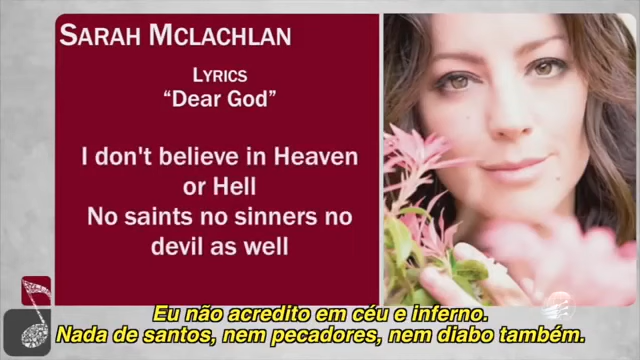 SARAH MCLACHLAN
LYRICS
“Dear God”
I don't believe in Heaven
or Hell
No saints no sinners no
devil as well
Eu não acredito em céu e inferno.
Nada de santos, nem pecadores, nem diabo também.